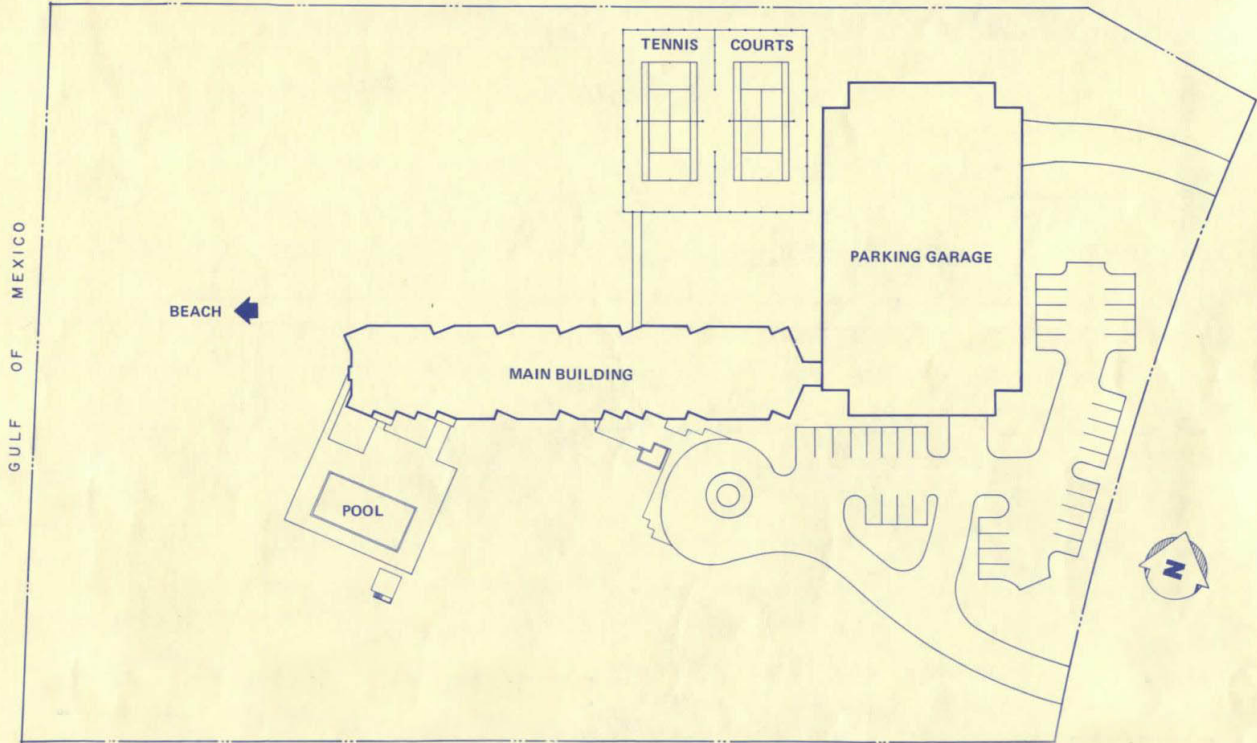 TENNIS COURTS
PARKING GARAGE
GULF OF MEXICO
BEACH
MAIN BUILDING
POOL
N